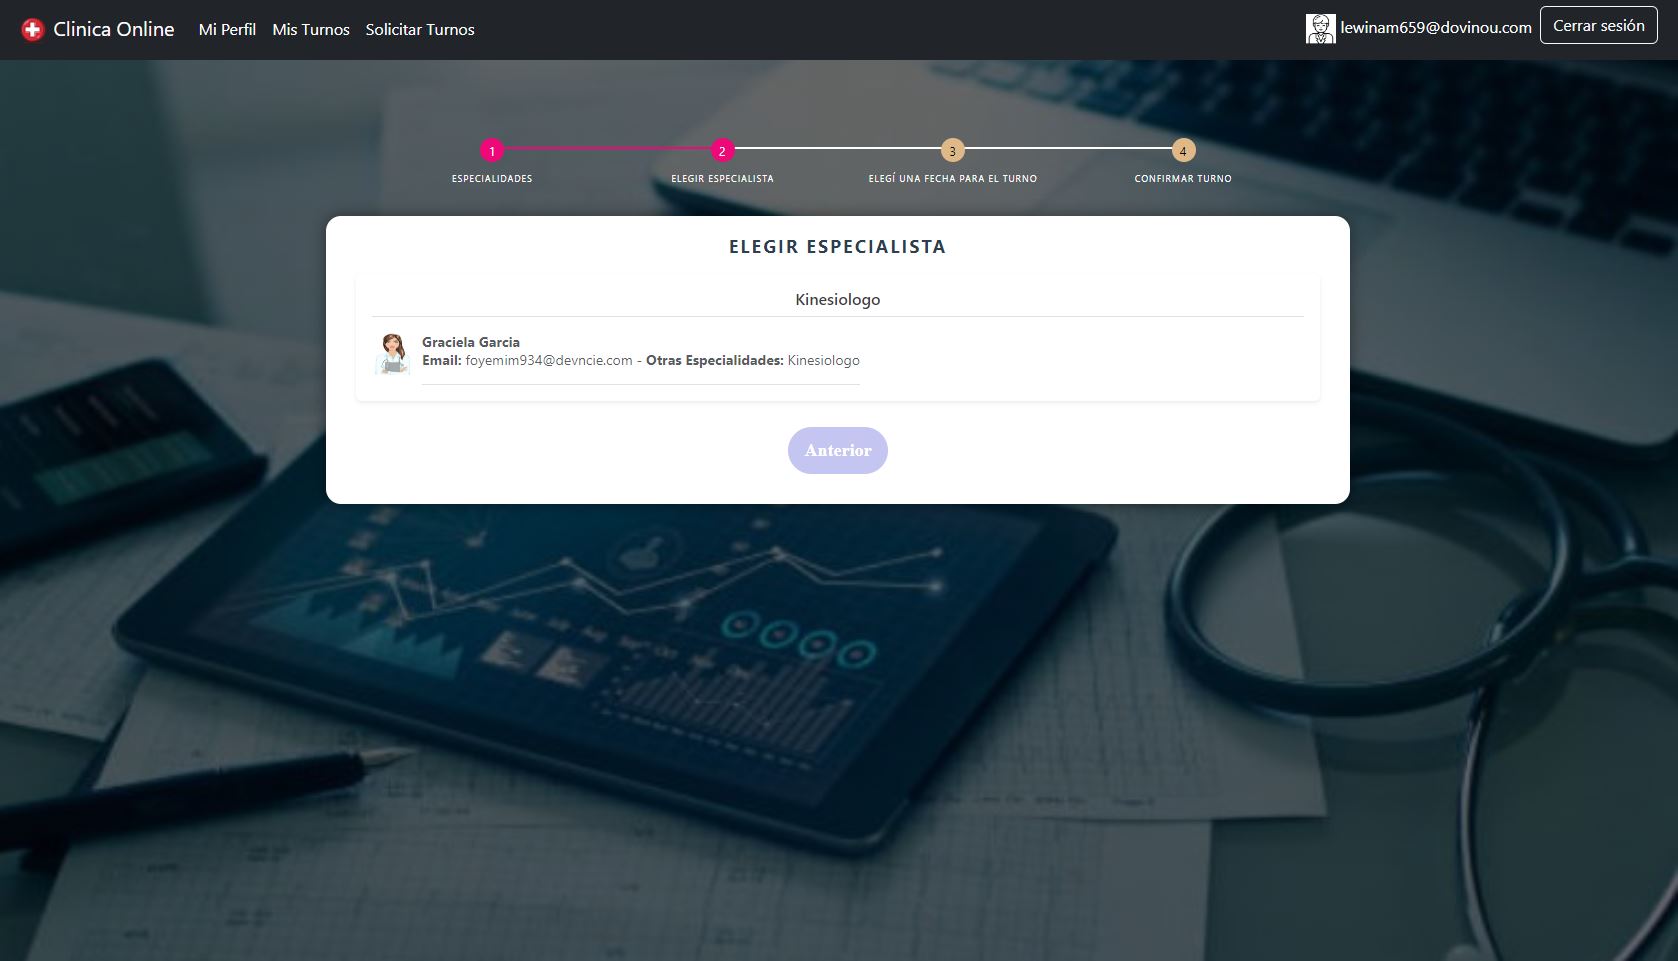 Clinica Online Mi Perfil Mis Turnos Solicitar Turnos lewinam659@dovinou.com Cerrar sesión
1 2 3 4
ESPECIALIDADES ELEGIR ESPECIALISTA ELEGÍ UNA FECHA PARA EL TURNO CONFIRMAR TURNO
ELEGIR ESPECIALISTA
Kinesiologo
Graciela Garcia
Email: foyemim934@devncie.com - Otras Especialidades: Kinesiologo
Anterior